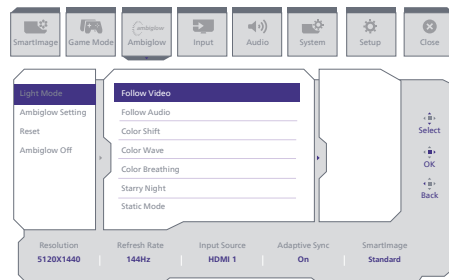 SmartImage
Game Mode
ambiglow
Ambiglow
Input
Audio
System
Setup
Close
Light Mode
Ambiglow Setting
Reset
Ambiglow Off
Follow Video
Follow Audio
Color Shift
Color Wave
Color Breathing
Starry Night
Static Mode
Select
OK
Back
Resolution
5120X1440
Refresh Rate
144Hz
Input Source
HDMI 1
Adaptive Sync
On
SmartImage
Standard